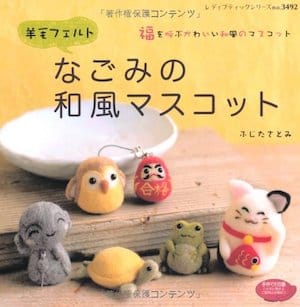 「著作権保護コンテンツ」
レディブティックシリーズno.3492
羊毛フェルト
福を呼ぶかわいい和風のマスコット
なごみの
和風マスコット
ふじたさとみ
合格
「著作権保護コンテンツ」